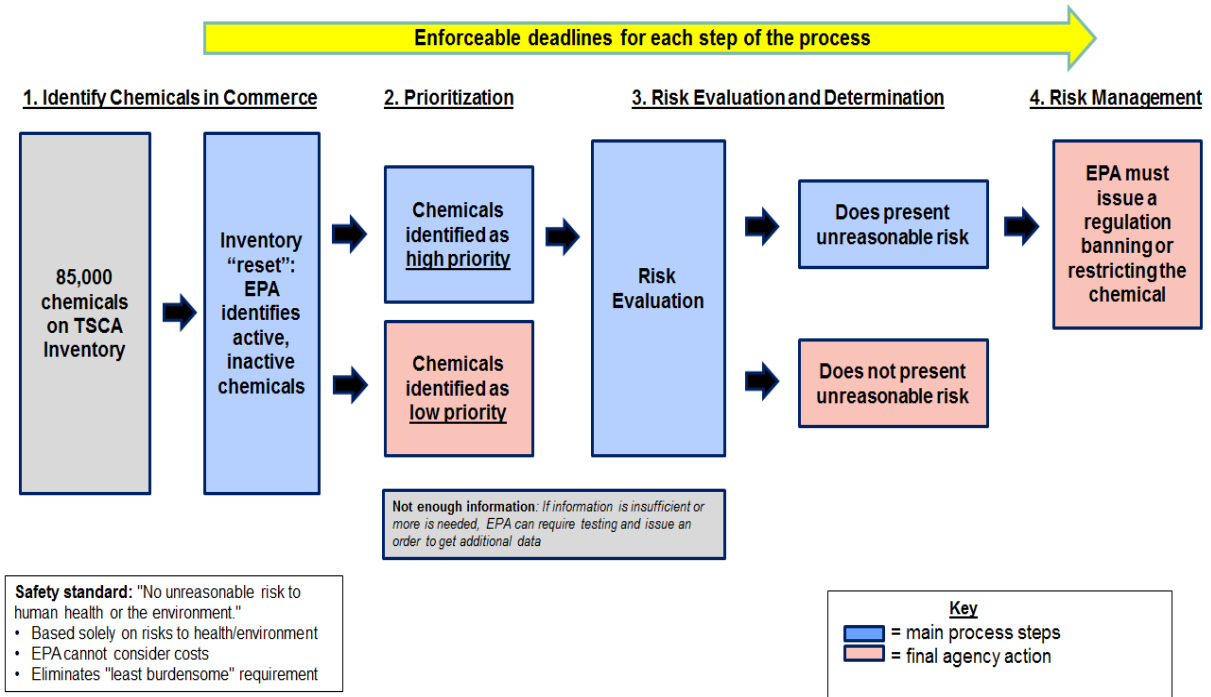 Enforceable deadlines for each step of the process
1. Identify Chemicals in Commerce
2. Prioritization
3. Risk Evaluation and Determination
4. Risk Management
85,000
chemicals
on TSCA
Inventory
Inventory
“reset”:
EPA
identifies
active,
inactive
chemicals
Chemicals
identified as
high priority
Chemicals
identified as
low priority
Risk
Evaluation
Does present
unreasonable risk
Does not present
unreasonable risk
EPA must
issue a
regulation
banning or
restricting the
chemical
Not enough information: If information is insufficient or
more is needed, EPA can require testing and issue an
order to get additional data
Safety standard: "No unreasonable risk to
human health or the environment."
• Based solely on risks to health/environment
• EPA cannot consider costs
• Eliminates "least burdensome" requirement
Key
= main process steps
= final agency action